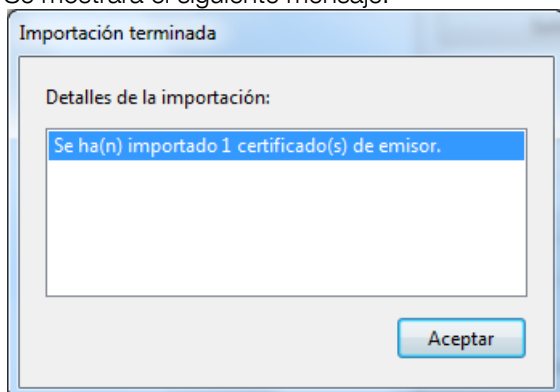 Se mostrará el siguiente mensaje:
Importación terminada
Detalles de la importación:
Se ha(n) importado 1 certificado(s) de emisor.
Aceptar